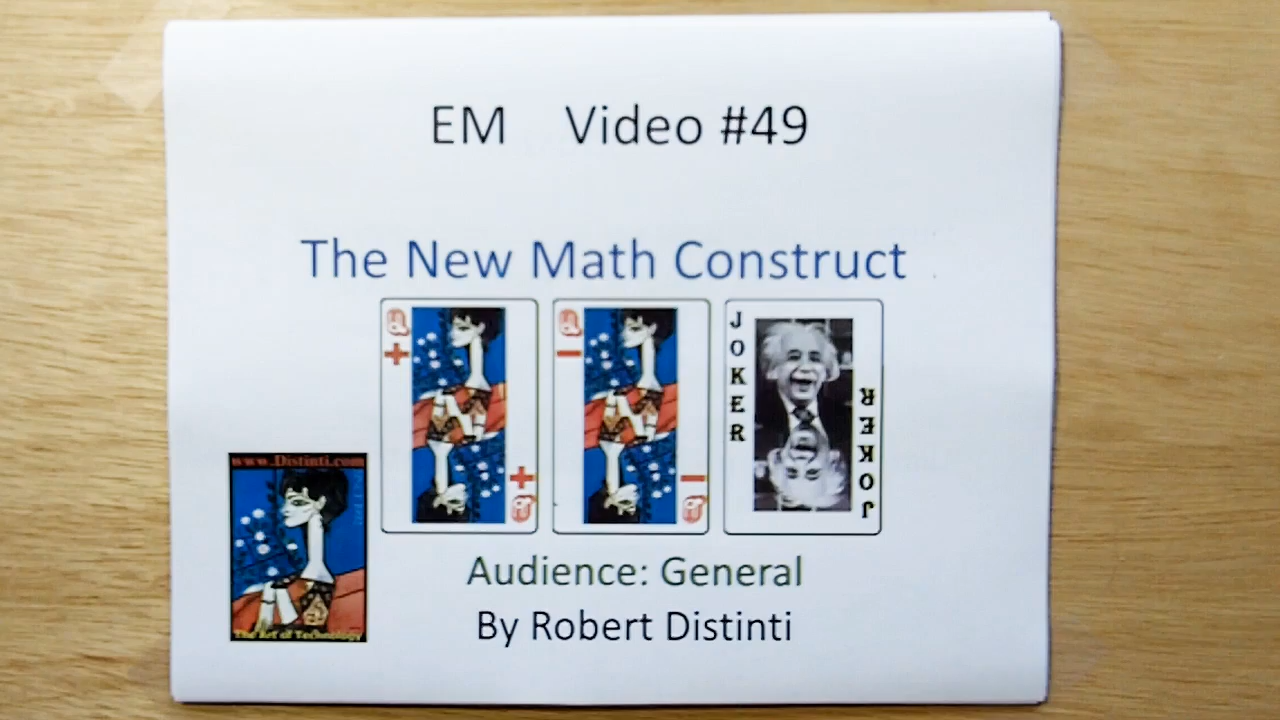 EM Video #49
The New Math Construct
Q
+
+
Q
Q
−
−
Q
JOKER
JOKER
www.Distinti.com
The Art of Technology
Audience: General
By Robert Distinti